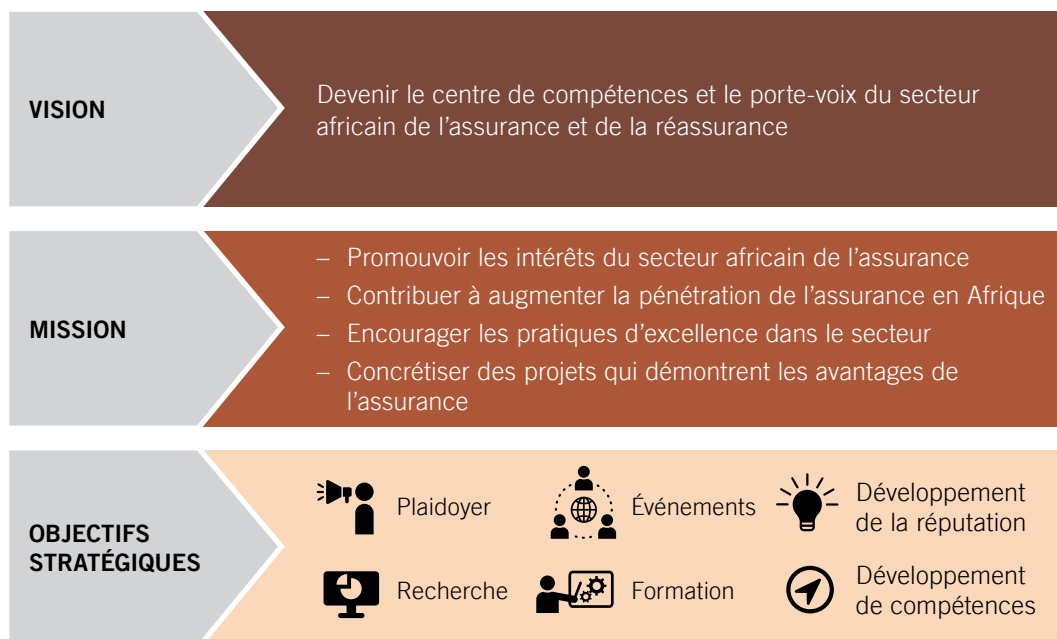 VISION
Devenir le centre de compétences et le porte-voix du secteur
africain de l’assurance et de la réassurance
MISSION
– Promouvoir les intérêts du secteur africain de l’assurance
– Contribuer à augmenter la pénétration de l’assurance en Afrique
– Encourager les pratiques d’excellence dans le secteur
– Concrétiser des projets qui démontrent les avantages de
l’assurance
OBJECTIFS
STRATÉGIQUES
Plaidoyer
Événements
Développement
de la réputation
Recherche
Formation
Développement
de compétences